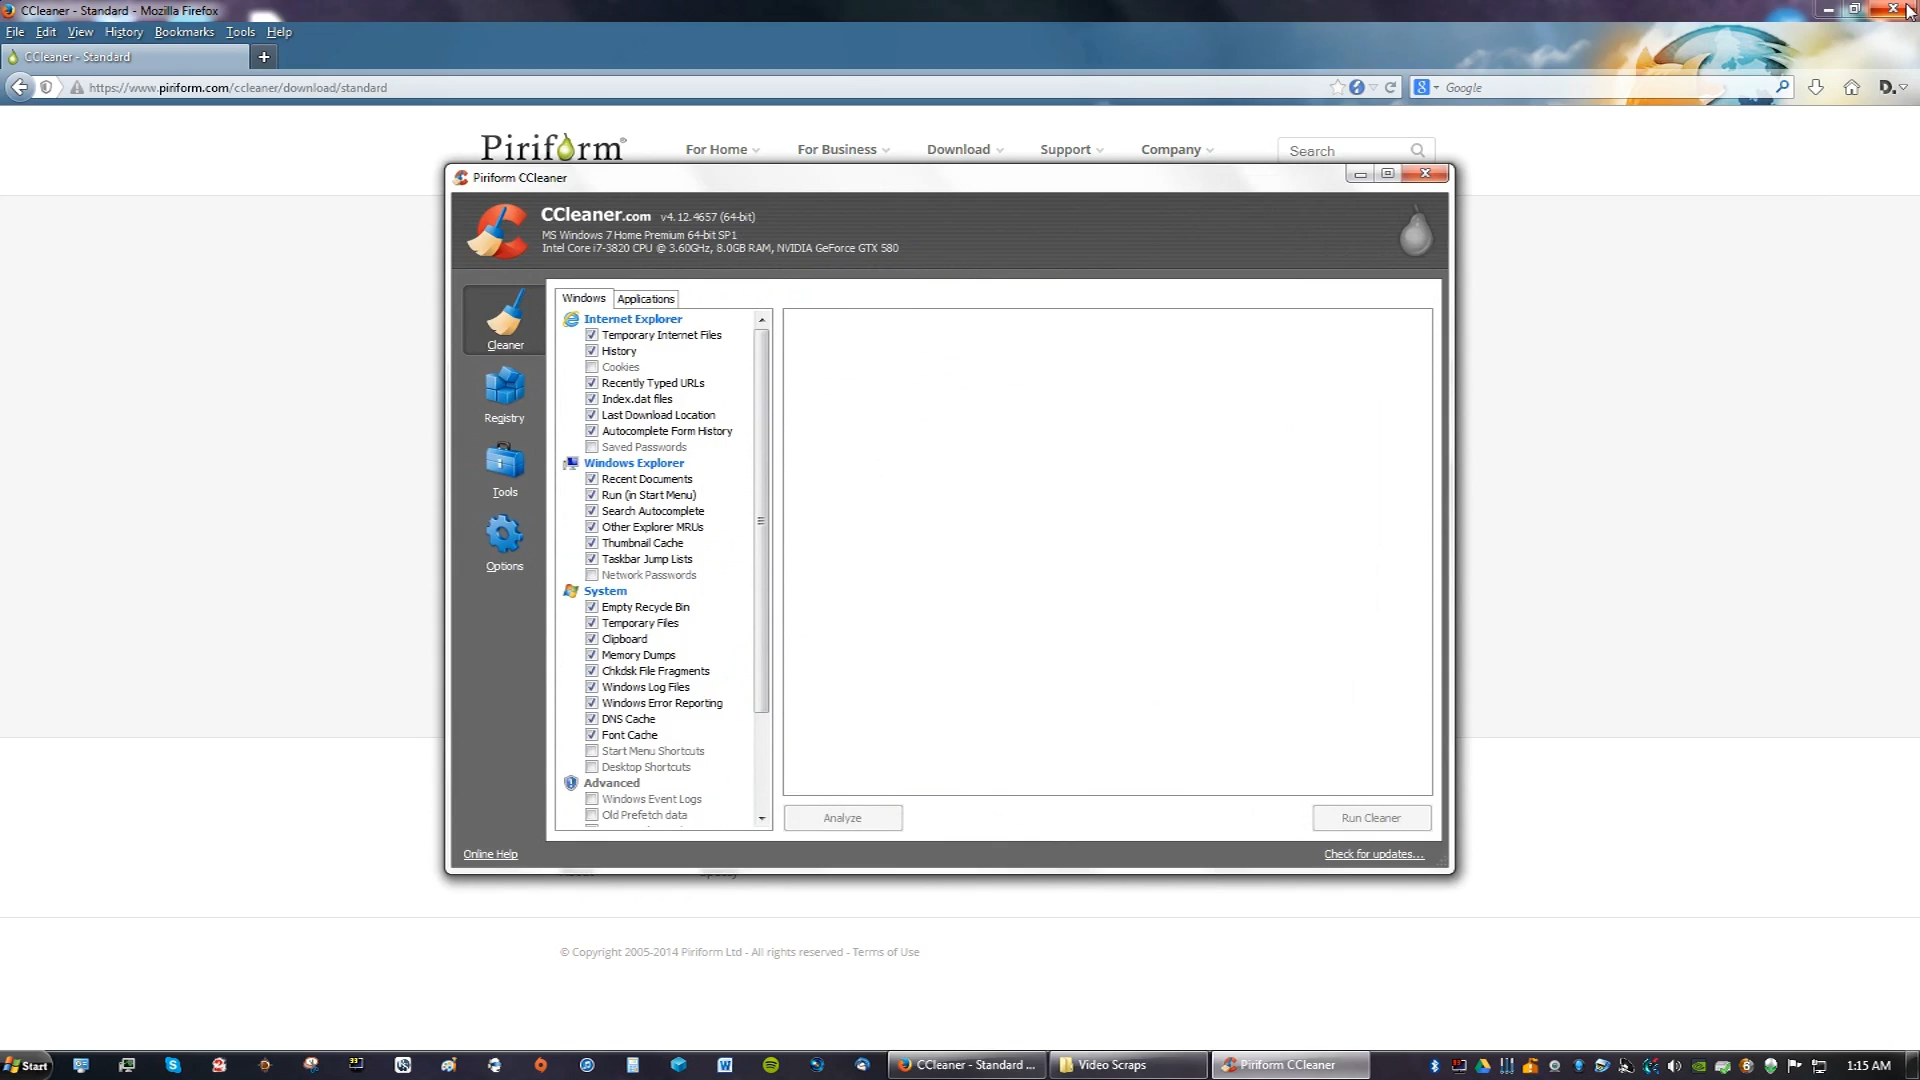 CCleaner - Standard - Mozilla Firefox
File Edit View History Bookmarks Tools Help
CCleaner - Standard
https://www.piriform.com/ccleaner/download/standard
Google
Piriform
For Home For Business Download Support Company Search
Piriform CCleaner
CCleaner.com v4.12.4657 (64-bit)
MS Windows 7 Home Premium 64-bit SP1
Intel Core i7-3820 CPU @ 3.60GHz, 8.0GB RAM, NVIDIA GeForce GTX 580
Cleaner
Registry
Tools
Options
Windows Applications
Internet Explorer
Temporary Internet Files
History
Cookies
Recently Typed URLs
Index.dat files
Last Download Location
Autocomplete Form History
Saved Passwords
Windows Explorer
Recent Documents
Run (in Start Menu)
Search Autocomplete
Other Explorer MRUs
Thumbnail Cache
Taskbar Jump Lists
Network Passwords
System
Empty Recycle Bin
Temporary Files
Clipboard
Memory Dumps
Chkdsk File Fragments
Windows Log Files
Windows Error Reporting
DNS Cache
Font Cache
Start Menu Shortcuts
Desktop Shortcuts
Advanced
Windows Event Logs
Old Prefetch data
Analyze Run Cleaner
Online Help Check for updates...
© Copyright 2005-2014 Piriform Ltd - All rights reserved - Terms of Use
Start CCleaner - Standard ... Video Scraps Piriform CCleaner 1:15 AM